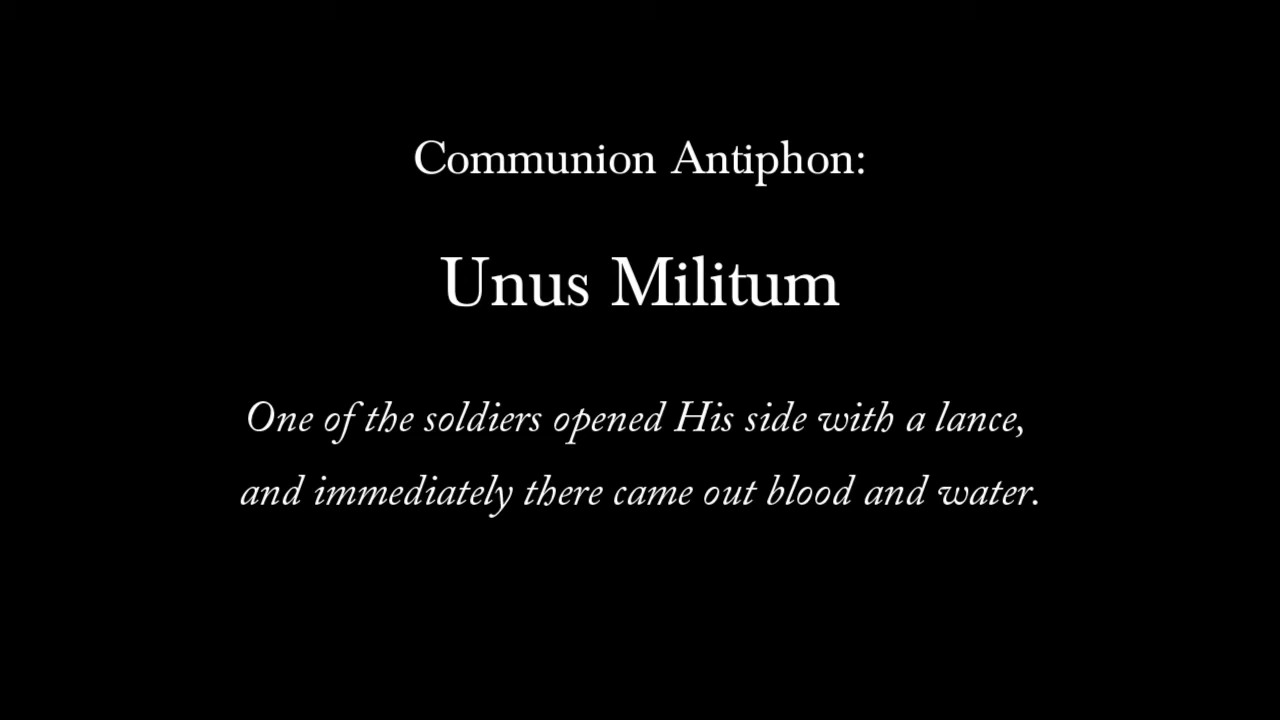 Communion Antiphon:
Unus Militum
One of the soldiers opened His side with a lance,
and immediately there came out blood and water.